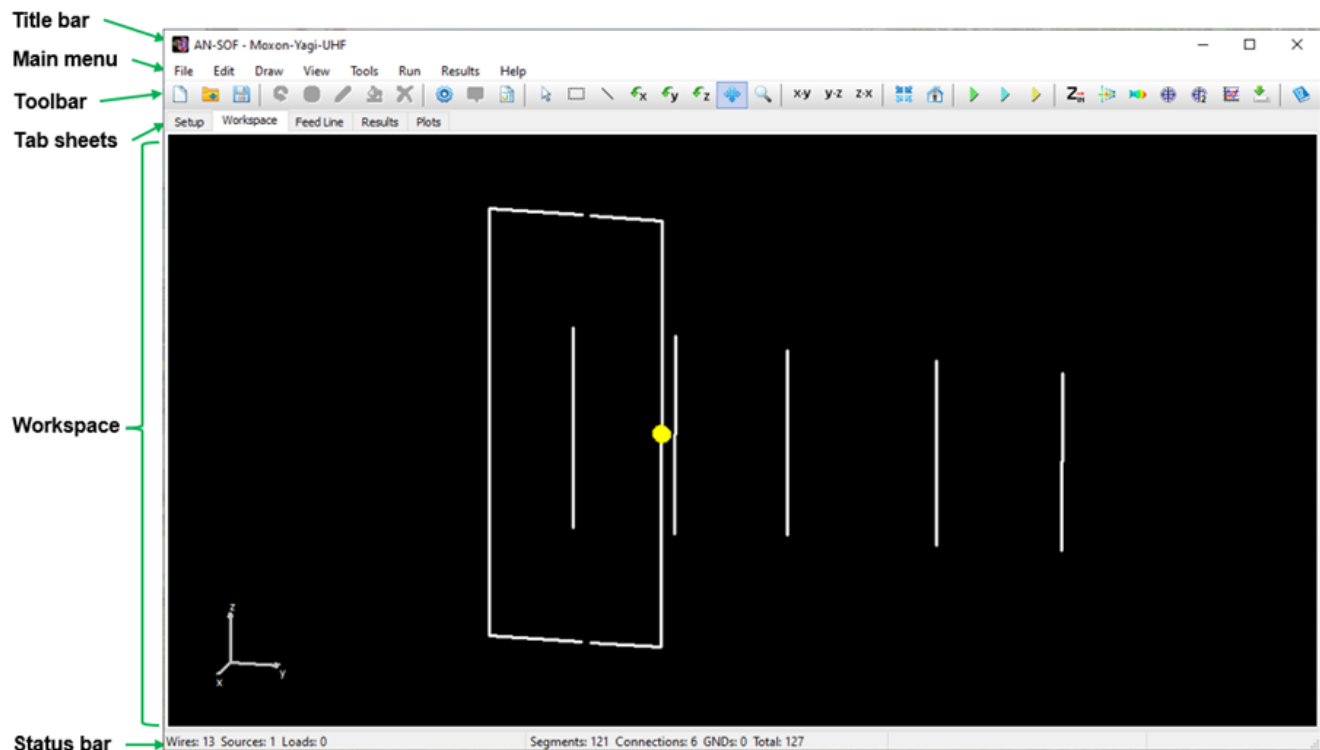 Title bar
AN-SOF - Moxon-Yagi-UHF
Main menu
File Edit Draw View Tools Run Results Help
Toolbar
x y z x-y y-z z-x Z IN 2
Tab sheets
Setup Workspace Feed Line Results Plots
Workspace
z
y
x
Status bar
Wires: 13 Sources: 1 Loads: 0 Segments: 121 Connections: 6 GNDs: 0 Total: 127